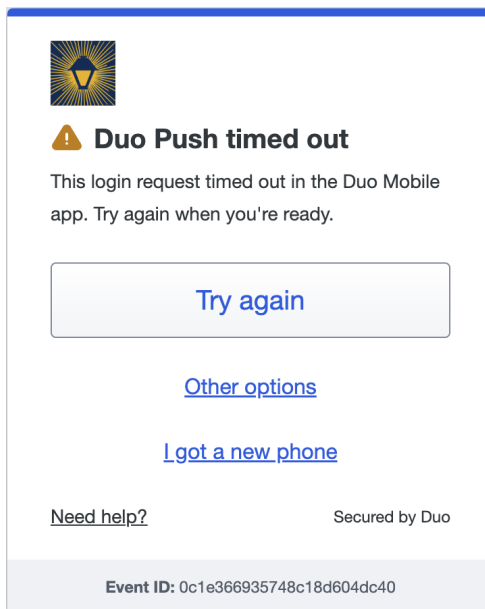 Duo Push timed out
This login request timed out in the Duo Mobile
app. Try again when you're ready.
Try again
Other options
I got a new phone
Need help?
Secured by Duo
Event ID: 0c1e366935748c18d604dc40